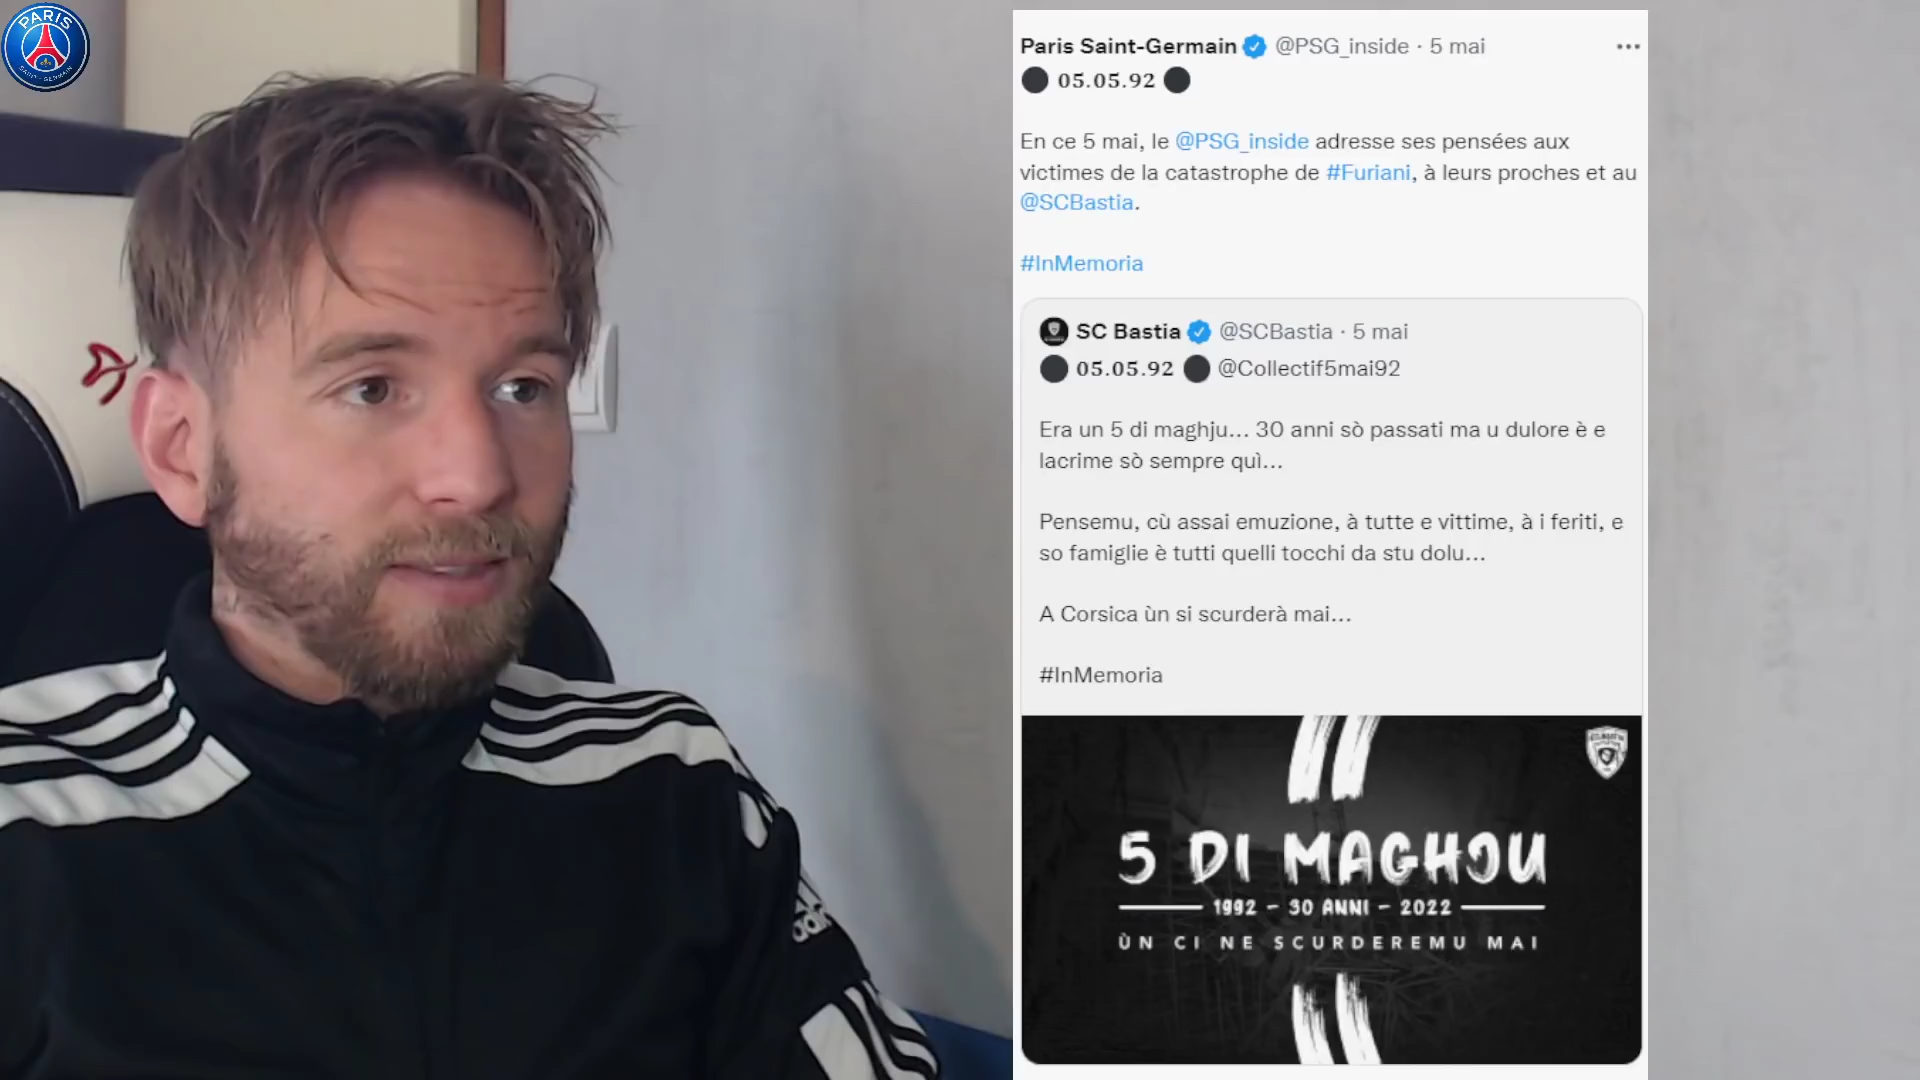 PARIS
SAINT-GERMAIN
Paris Saint-Germain @PSG_inside · 5 mai
05.05.92
En ce 5 mai, le @PSG_inside adresse ses pensées aux
victimes de la catastrophe de #Furiani, à leurs proches et au
@SCBastia.
#InMemoria
SC Bastia @SCBastia · 5 mai
05.05.92 @Collectif5mai92
Era un 5 di maghju... 30 anni sò passati ma u dulore è e
lacrime sò sempre quì...
Pensemu, cù assai emuzione, à tutte e vittime, à i feriti, e
so famiglie è tutti quelli tocchi da stu dolu...
A Corsica ùn si scurderà mai...
#InMemoria
5 DI MAGHJU
1992 - 30 ANNI - 2022
ÙN CI NE SCURDEREMU MAI
adidas